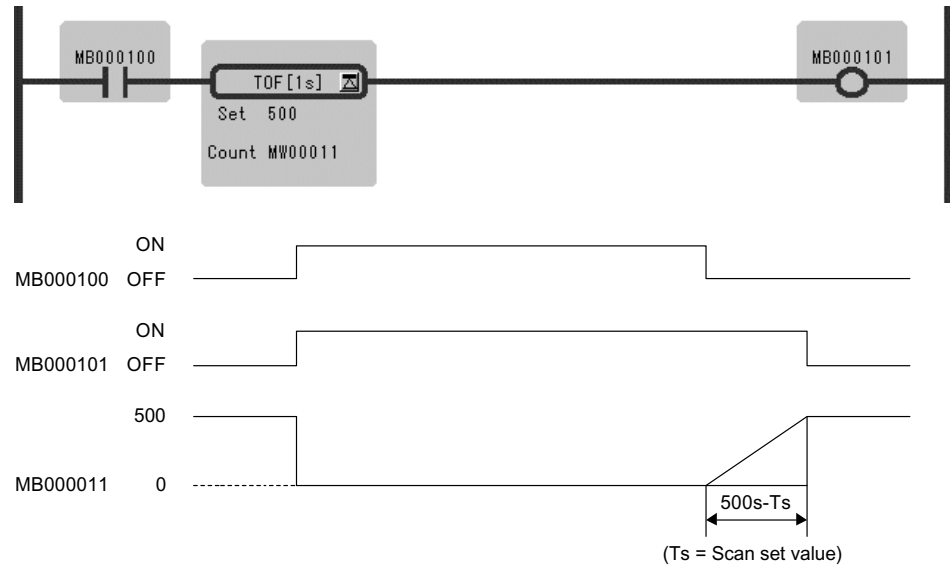 MB000100
MB000101
TOF[1s]
Set 500
Count MW00011
ON
MB000100 OFF
ON
MB000101 OFF
500
MB000011 0
500s-Ts
(Ts = Scan set value)